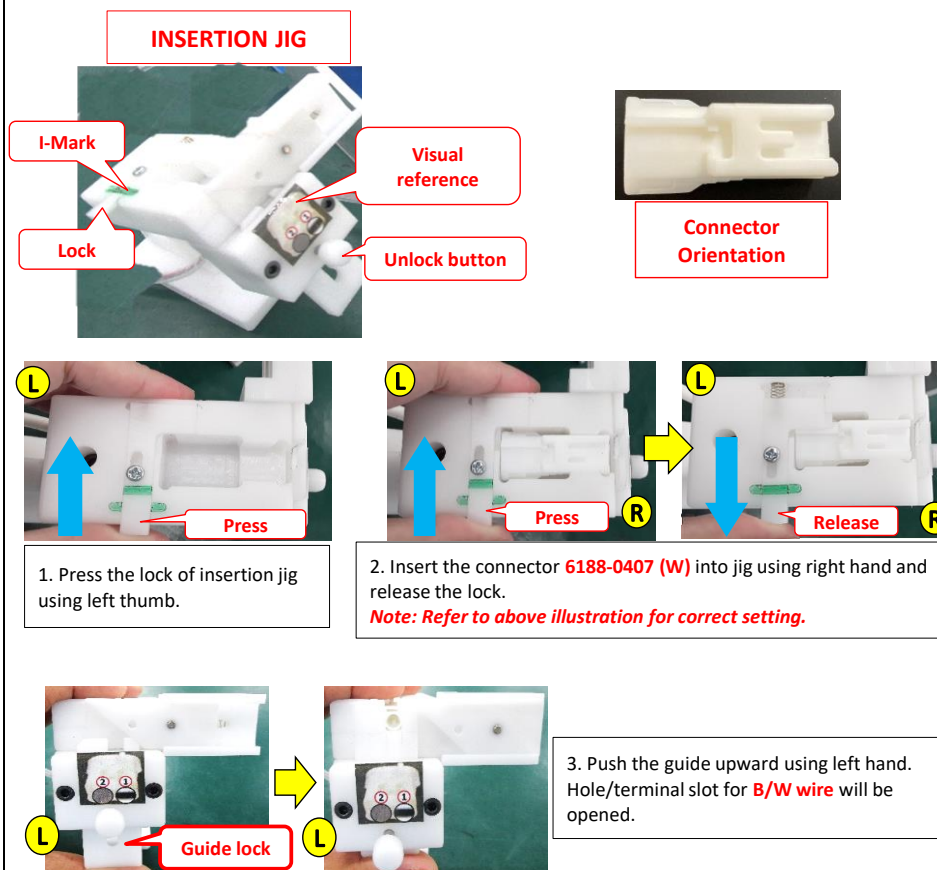 INSERTION JIG
I-Mark
Visual
reference
Lock
Unlock button
Connector
Orientation
2
1
L
Press
L
Press
R
L
Release
R
1. Press the lock of insertion jig
using left thumb.
2. Insert the connector 6188-0407 (W) into jig using right hand and
release the lock.
Note: Refer to above illustration for correct setting.
2
1
L
Guide lock
2
1
L
3. Push the guide upward using left hand.
Hole/terminal slot for B/W wire will be
opened.